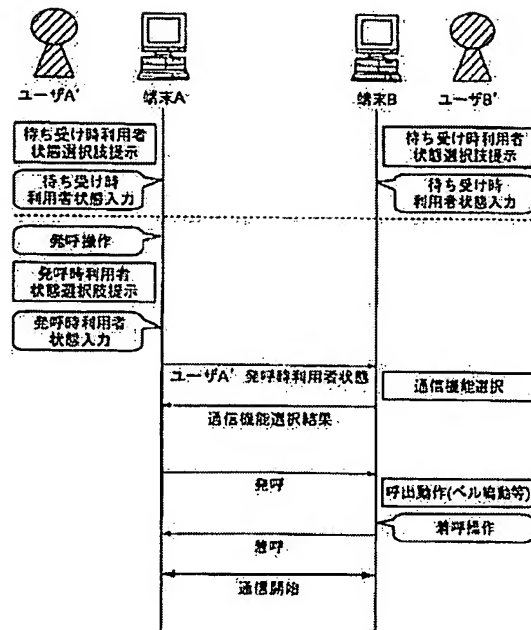 ユーザA'
端末A
端末B
ユーザB'
待ち受け時利用者
状態選択肢提示
待ち受け時利用者
状態選択肢提示
待ち受け時
利用者状態入力
待ち受け時
利用者状態入力
発呼操作
発呼時利用者
状態選択肢提示
発呼時利用者
状態入力
ユーザA' 発呼時利用者状態
通信機能選択
通信機能選択結果
発呼
呼出動作(ベル鳴動等)
着呼操作
着呼
通信開始